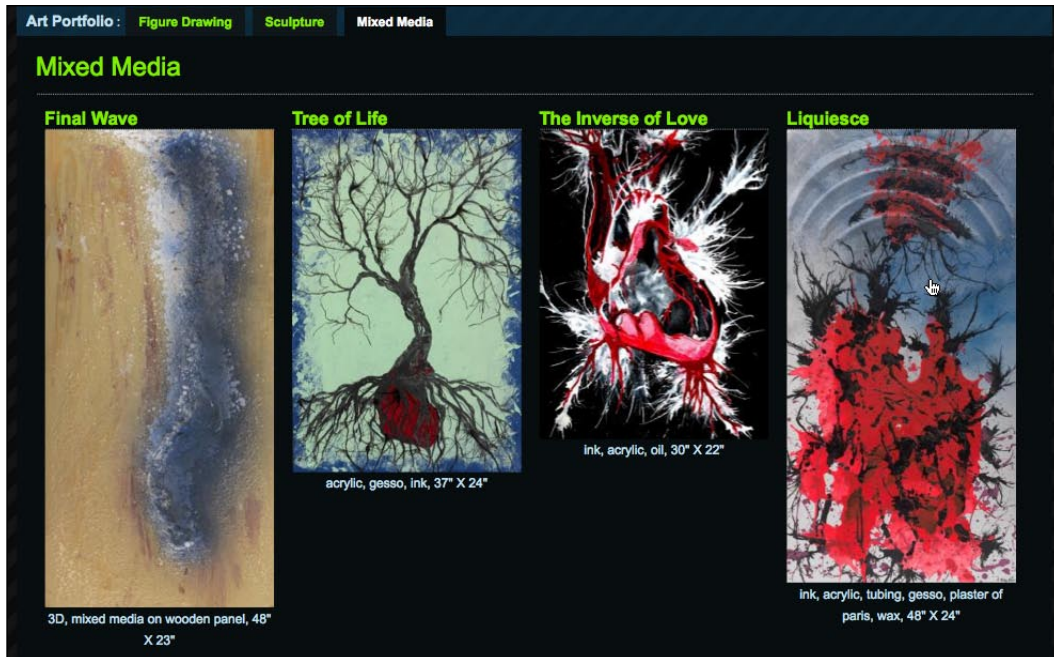 Art Portfolio : Figure Drawing Sculpture Mixed Media
Mixed Media
Final Wave
3D, mixed media on wooden panel, 48"
X 23"
Tree of Life
acrylic, gesso, ink, 37" X 24"
The Inverse of Love
ink, acrylic, oil, 30" X 22"
Liquiesce
ink, acrylic, tubing, gesso, plaster of
paris, wax, 48" X 24"